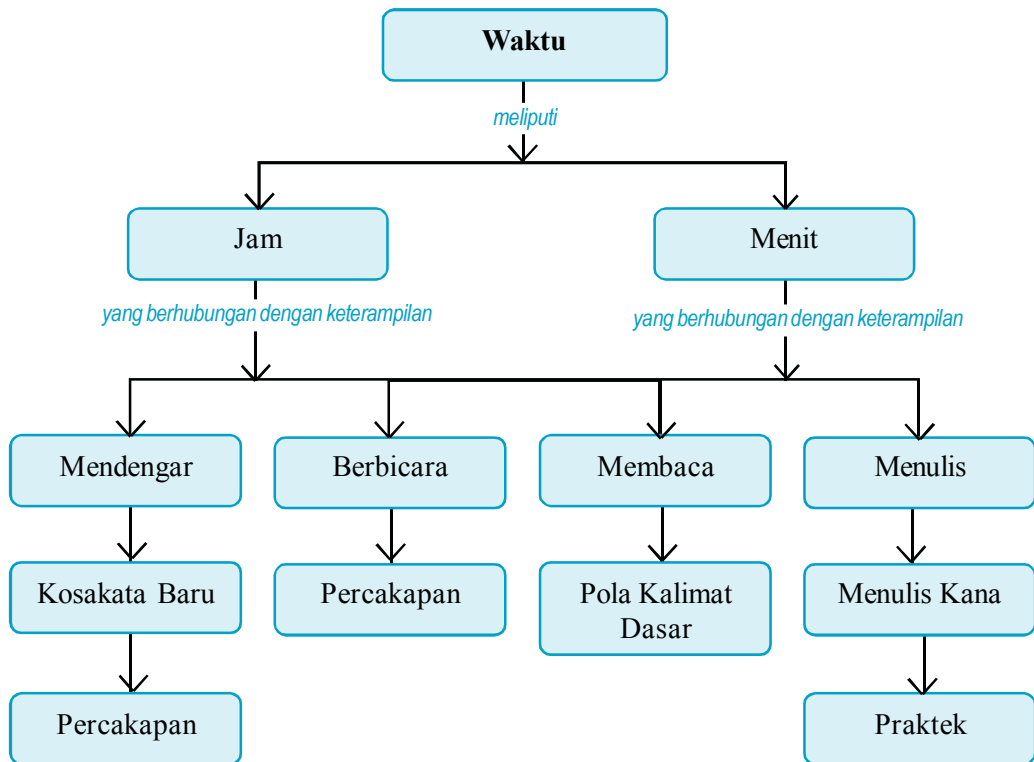 Waktu
meliputi
Jam
Menit
yang berhubungan dengan keterampilan
yang berhubungan dengan keterampilan
Mendengar
Berbicara
Membaca
Menulis
Kosakata Baru
Percakapan
Pola Kalimat
Dasar
Menulis Kana
Percakapan
Praktek